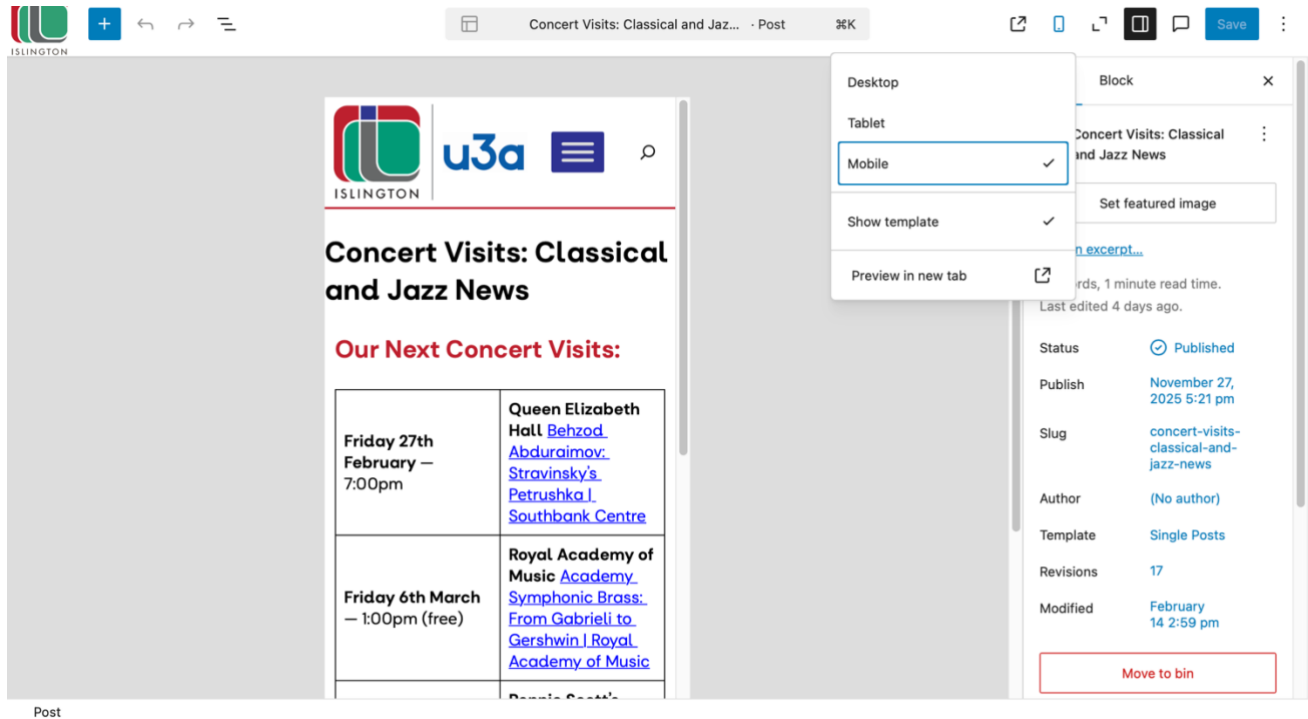 ISLINGTON
Concert Visits: Classical and Jaz... · Post ⌘K
Save
Desktop
Tablet
Mobile
Show template
Preview in new tab
Block
Concert Visits: Classical
and Jazz News
Set featured image
n excerpt...
rds, 1 minute read time.
Last edited 4 days ago.
Status Published
Publish November 27,
2025 5:21 pm
Slug concert-visits-
classical-and-
jazz-news
Author (No author)
Template Single Posts
Revisions 17
Modified February
14 2:59 pm
Move to bin
ISLINGTON
u3a
Concert Visits: Classical
and Jazz News
Our Next Concert Visits:
Friday 27th
February —
7:00pm
Queen Elizabeth
Hall Behzod
Abduraimov:
Stravinsky's
Petrushka |
Southbank Centre
Friday 6th March
— 1:00pm (free)
Royal Academy of
Music Academy
Symphonic Brass:
From Gabrieli to
Gershwin | Royal
Academy of Music
Ronnie Scott's
Post